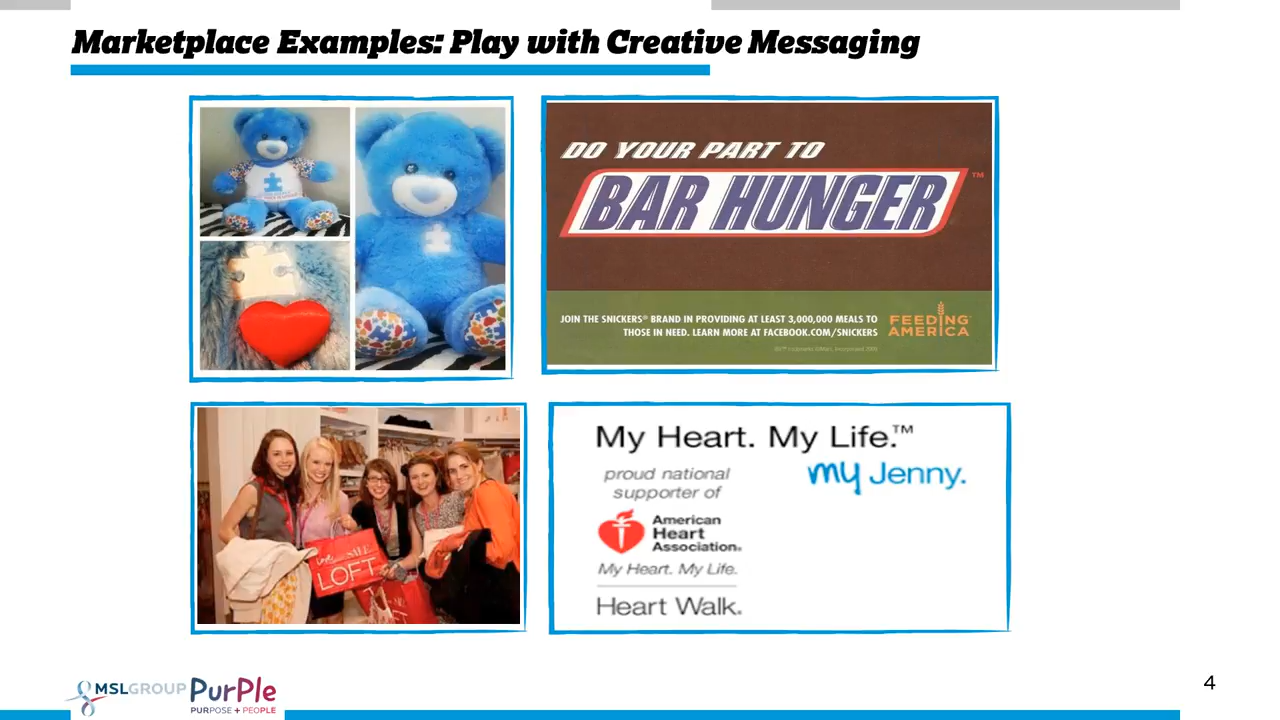 Marketplace Examples: Play with Creative Messaging
DO YOUR PART TO
BAR HUNGER™
JOIN THE SNICKERS® BRAND IN PROVIDING AT LEAST 3,000,000 MEALS TO
THOSE IN NEED. LEARN MORE AT FACEBOOK.COM/SNICKERS
FEEDING
AMERICA
SALE
LOFT
My Heart. My Life.™
proud national
supporter of
my Jenny.
American
Heart
Association®
My Heart. My Life.
Heart Walk®
MSLGROUP
PurPle
PURPOSE + PEOPLE
4